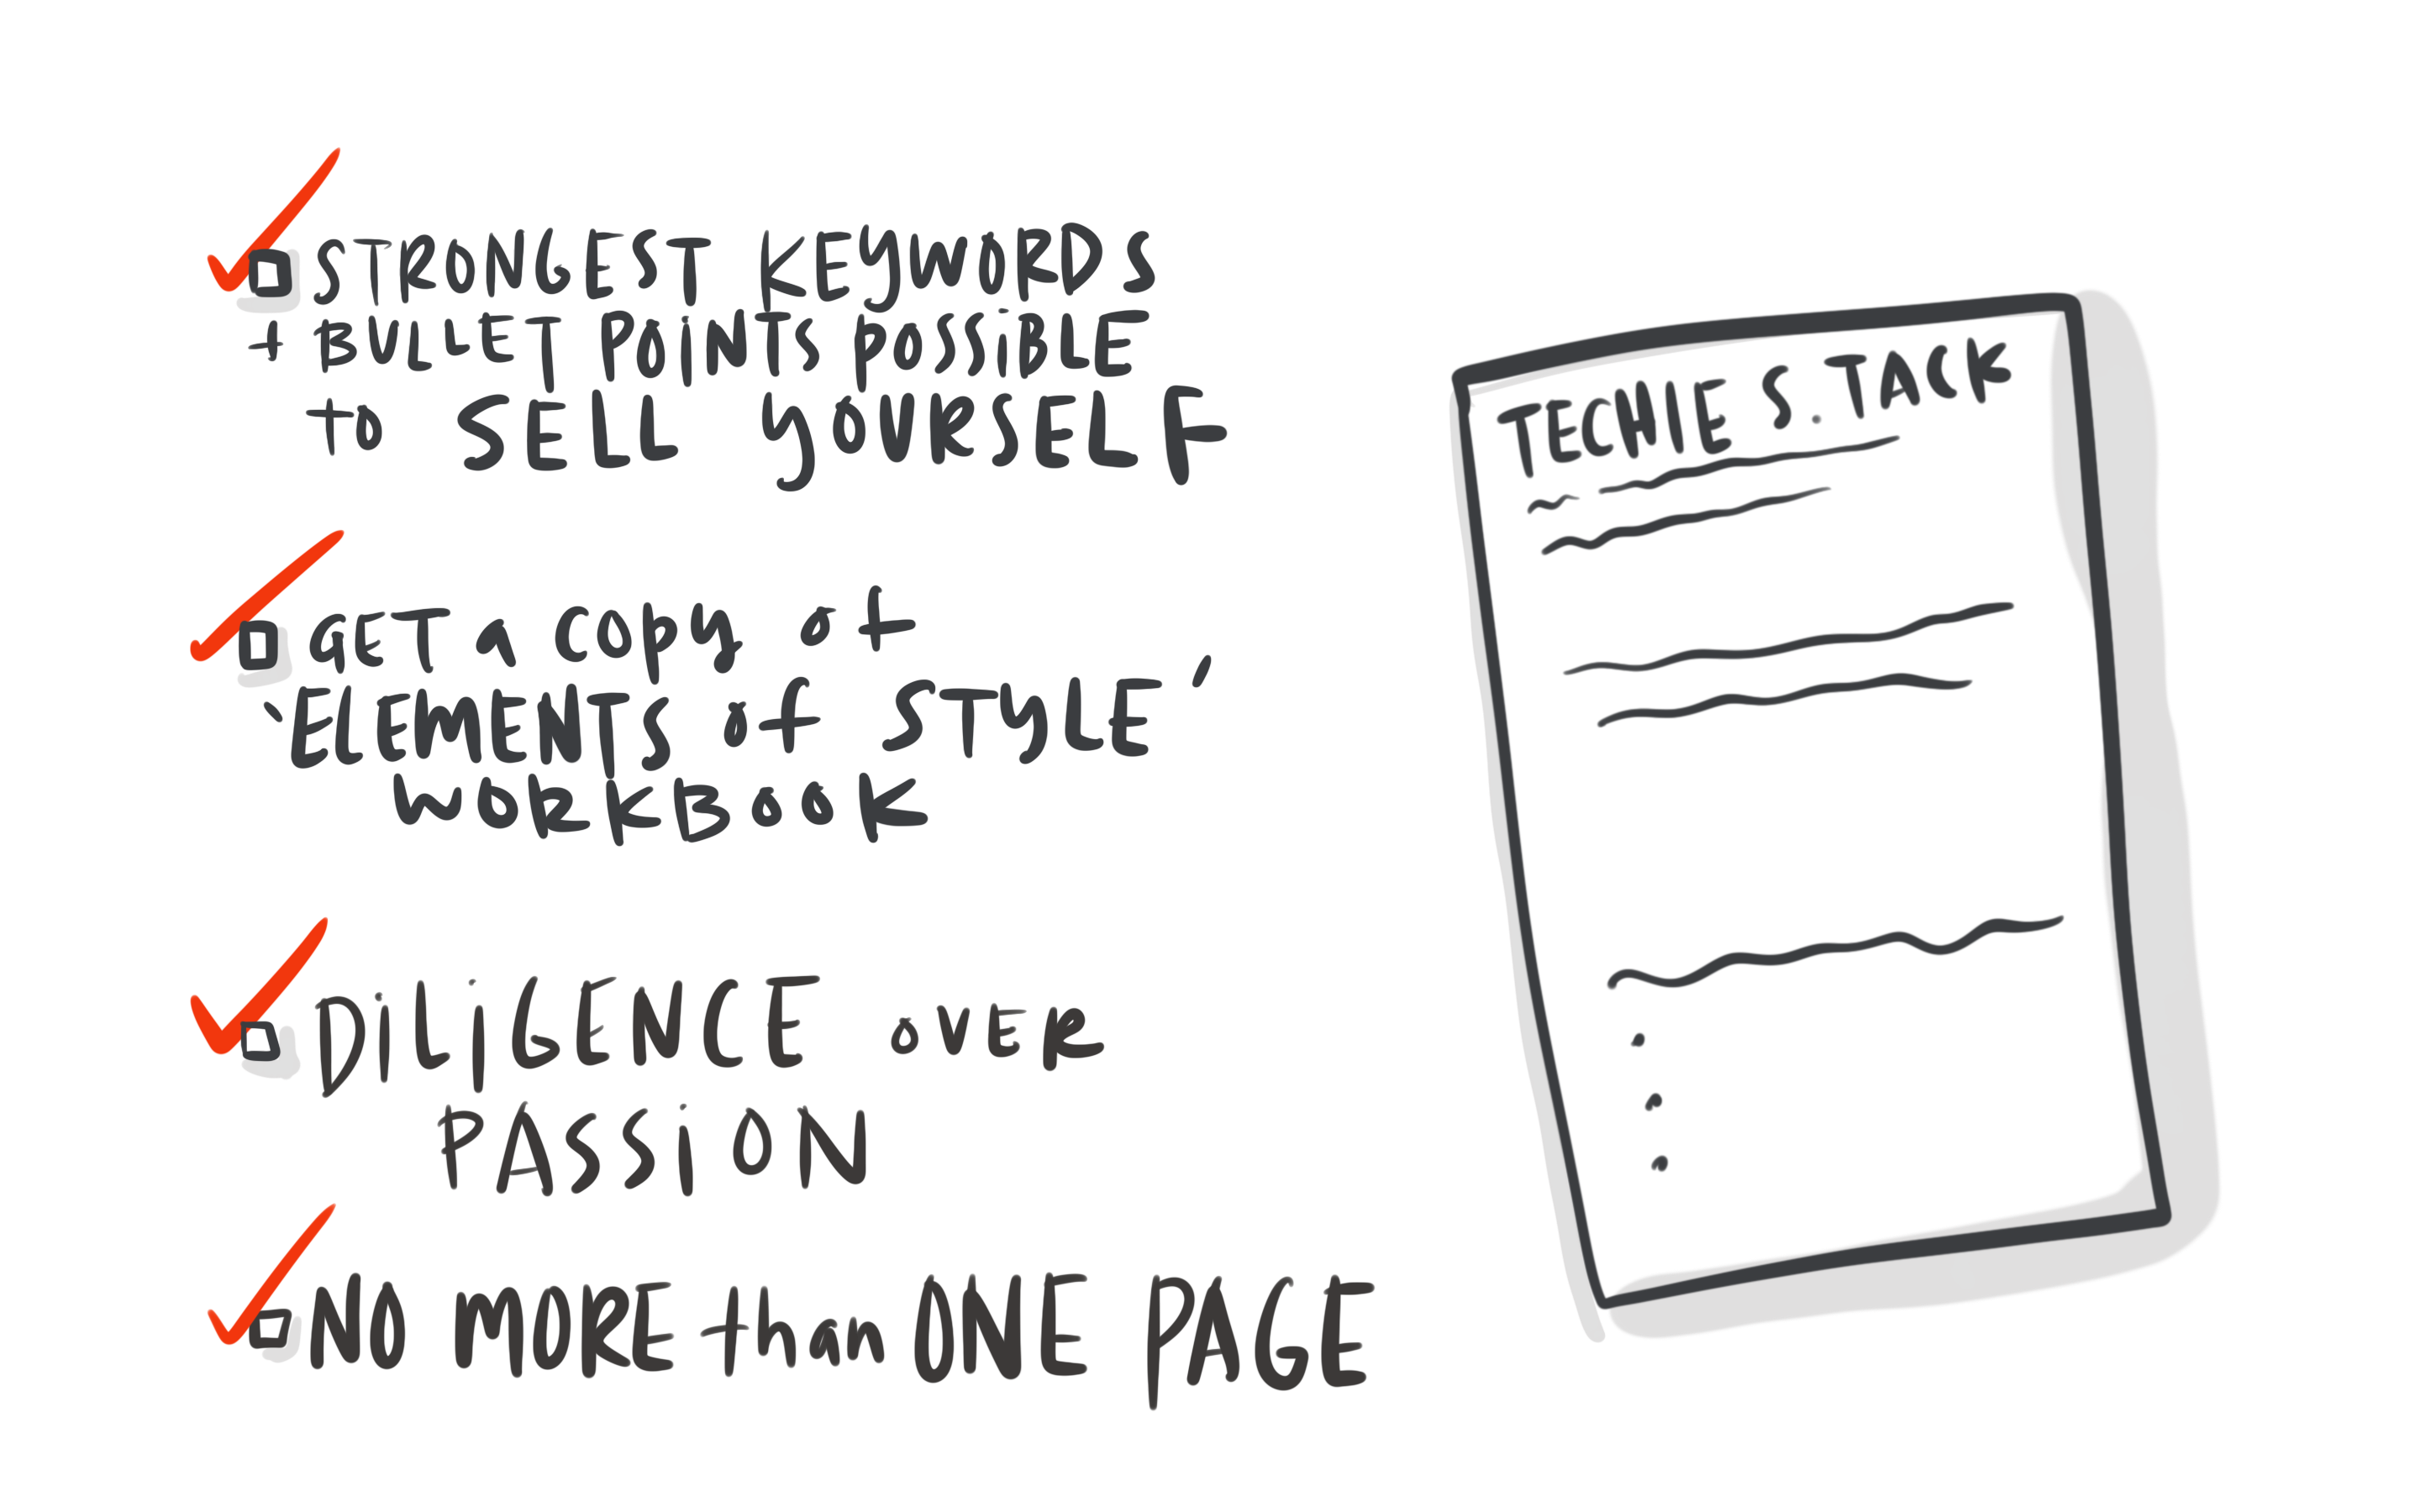 STRONGEST KEYWORDS
+ BULLET POINTS POSSIBLE
to SELL YOURSELF
GET a copy of
'ELEMENTS of STYLE'
WORKBOOK
DILIGENCE OVER
PASSION
NO MORE than ONE PAGE
TECHIE S. TACK